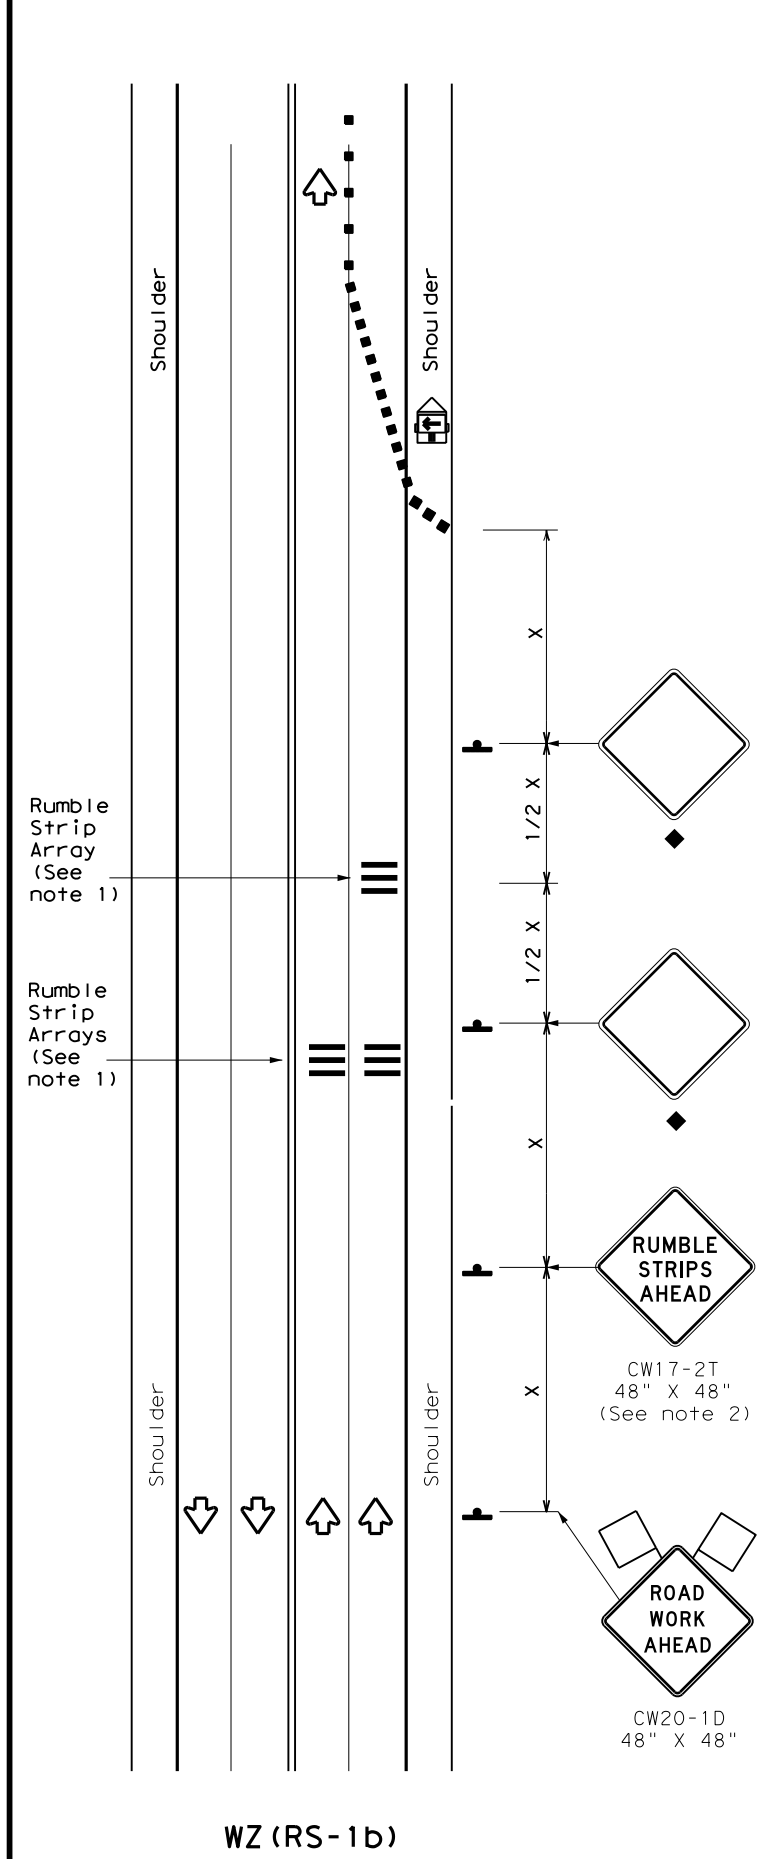 Shoulder
Shoulder
X
1/2 X
Rumble
Strip
Array
(See
note 1)
1/2 X
Rumble
Strip
Arrays
(See
note 1)
X
RUMBLE
STRIPS
AHEAD
CW17-2T
48" X 48"
(See note 2)
X
Shoulder
Shoulder
ROAD
WORK
AHEAD
CW20-1D
48" X 48"
WZ(RS-1b)